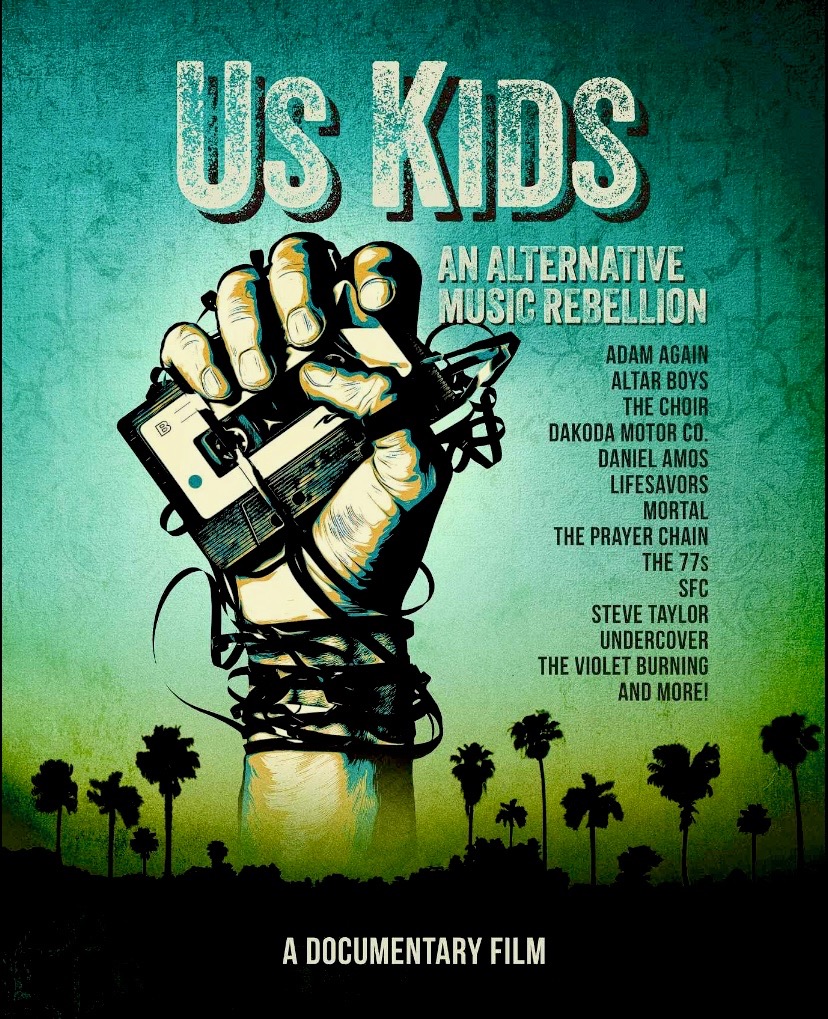 Us Kids
AN ALTERNATIVE
MUSIC REBELLION
ADAM AGAIN
ALTAR BOYS
THE CHOIR
DAKODA MOTOR CO.
DANIEL AMOS
LIFESAVORS
MORTAL
THE PRAYER CHAIN
THE 77s
SFC
STEVE TAYLOR
UNDERCOVER
THE VIOLET BURNING
AND MORE!
B
A DOCUMENTARY FILM